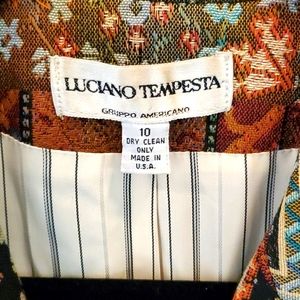 LUCIANO TEMPESTA
GRUPPO AMERICANO
10
DRY CLEAN
ONLY
MADE IN
U.S.A.